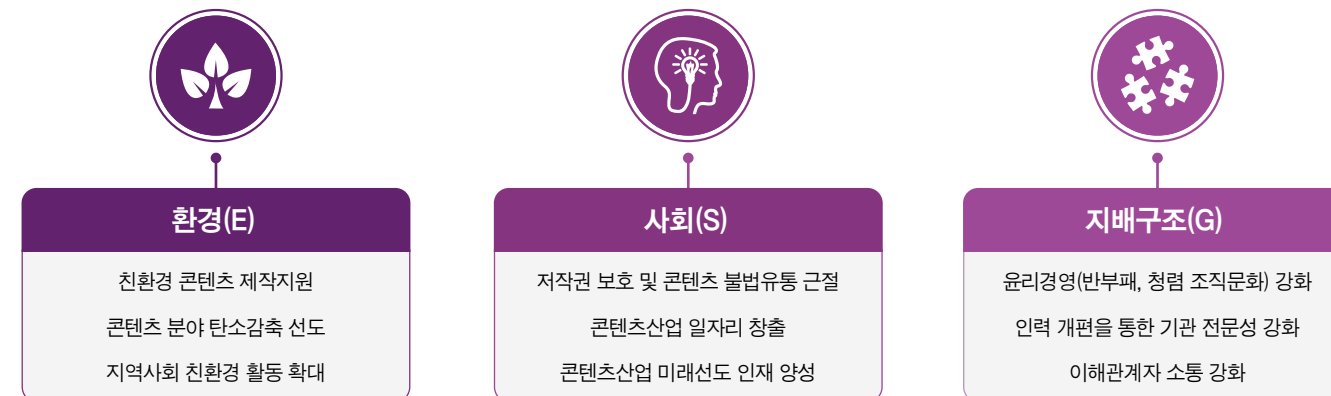 환경(E)
친환경 콘텐츠 제작지원
콘텐츠 분야 탄소감축 선도
지역사회 친환경 활동 확대
사회(S)
저작권 보호 및 콘텐츠 불법유통 근절
콘텐츠산업 일자리 창출
콘텐츠산업 미래선도 인재 양성
지배구조(G)
윤리경영(반부패, 청렴 조직문화) 강화
인력 개편을 통한 기관 전문성 강화
이해관계자 소통 강화